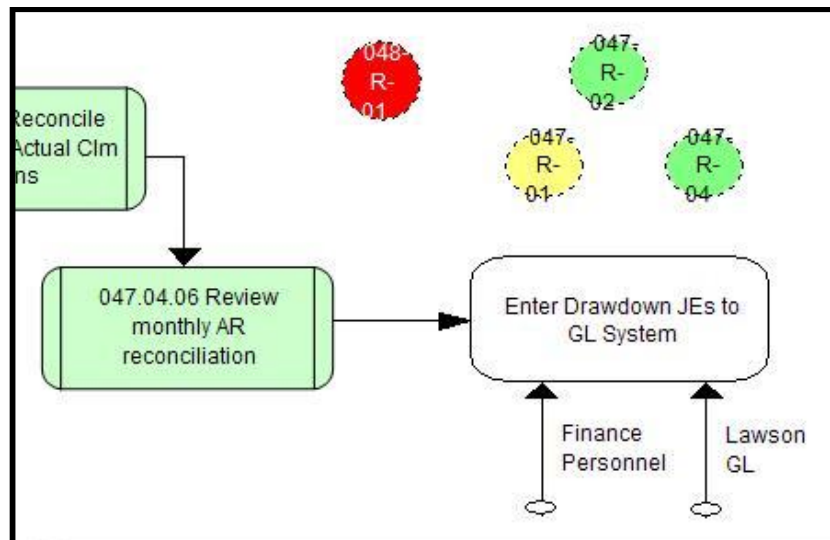 048-
R-
01
047-
R-
02
047-
R-
01
047-
R-
04
Reconcile
Actual Clm
ns
047.04.06 Review
monthly AR
reconciliation
Enter Drawdown JEs to
GL System
Finance
Personnel
Lawson
GL